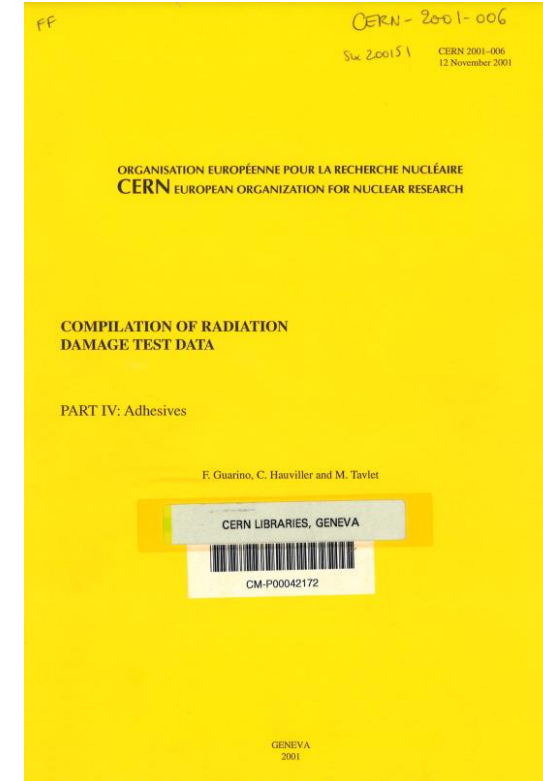 FF
CERN-2001-006
Su 200151
CERN 2001–006
12 November 2001
ORGANISATION EUROPÉENNE POUR LA RECHERCHE NUCLÉAIRE
CERN EUROPEAN ORGANIZATION FOR NUCLEAR RESEARCH
COMPILATION OF RADIATION
DAMAGE TEST DATA
PART IV: Adhesives
F. Guarino, C. Hauviller and M. Tavlet
CERN LIBRARIES, GENEVA
CM-P00042172
GENEVA
2001